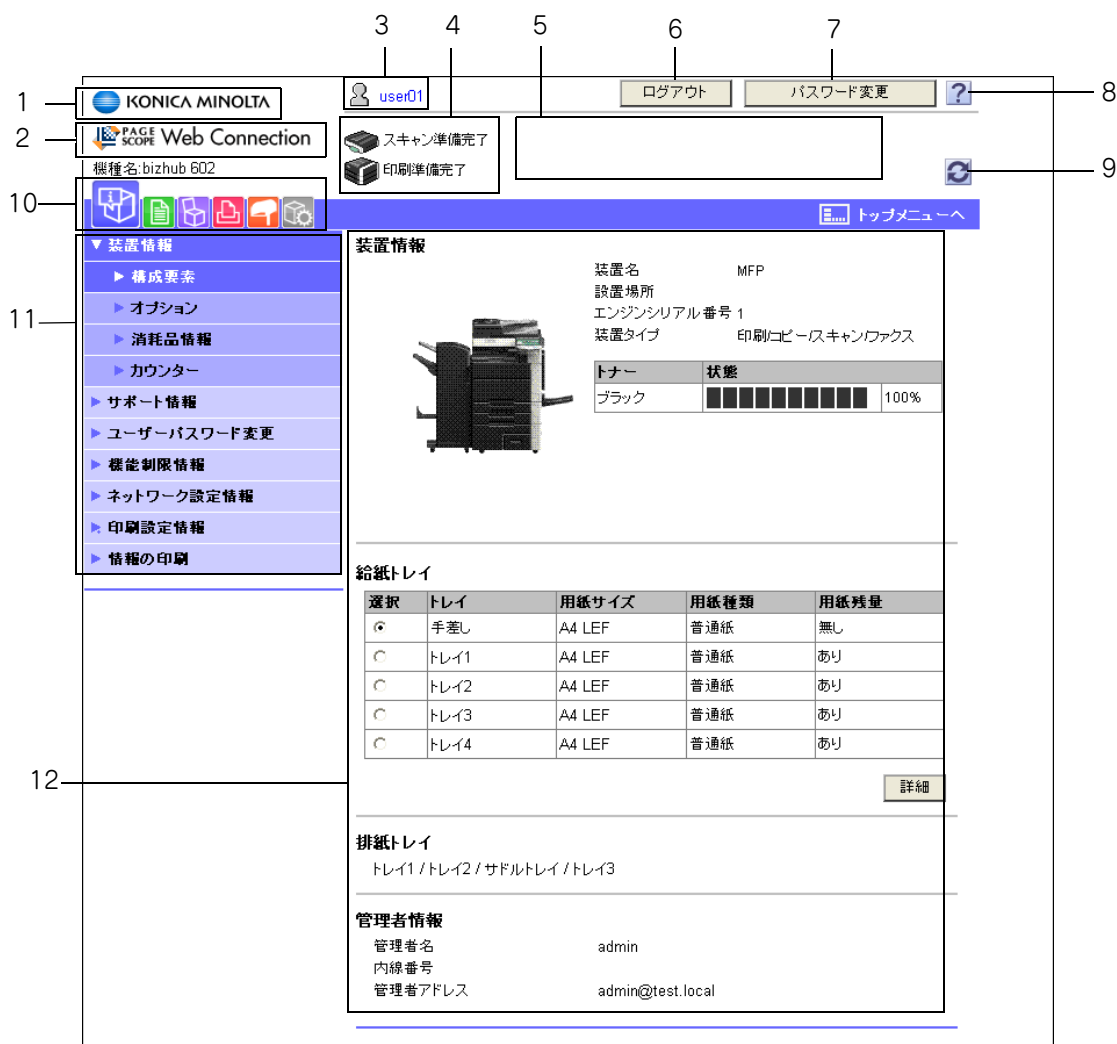 3 4 5 6 7
1 KONICA MINOLTA user01 ログアウト パスワード変更 ? 8
2 PAGE SCOPE Web Connection スキャン準備完了
機種名:bizhub 602 印刷準備完了 9
10 トップメニューへ
11
▼ 装置情報
▶ 構成要素
▶ オプション
▶ 消耗品情報
▶ カウンター
▶ サポート情報
▶ ユーザーパスワード変更
▶ 機能制限情報
▶ ネットワーク設定情報
▶ 印刷設定情報
▶ 情報の印刷
12
装置情報
装置名 MFP
設置場所
エンジンシリアル番号 1
装置タイプ 印刷/コピー/スキャン/ファクス
トナー 状態
ブラック 100%
給紙トレイ
選択 トレイ 用紙サイズ 用紙種類 用紙残量
手差し A4 LEF 普通紙 無し
トレイ1 A4 LEF 普通紙 あり
トレイ2 A4 LEF 普通紙 あり
トレイ3 A4 LEF 普通紙 あり
トレイ4 A4 LEF 普通紙 あり
詳細
排紙トレイ
トレイ1 / トレイ2 / サドルトレイ / トレイ3
管理者情報
管理者名 admin
内線番号
管理者アドレス admin@test.local